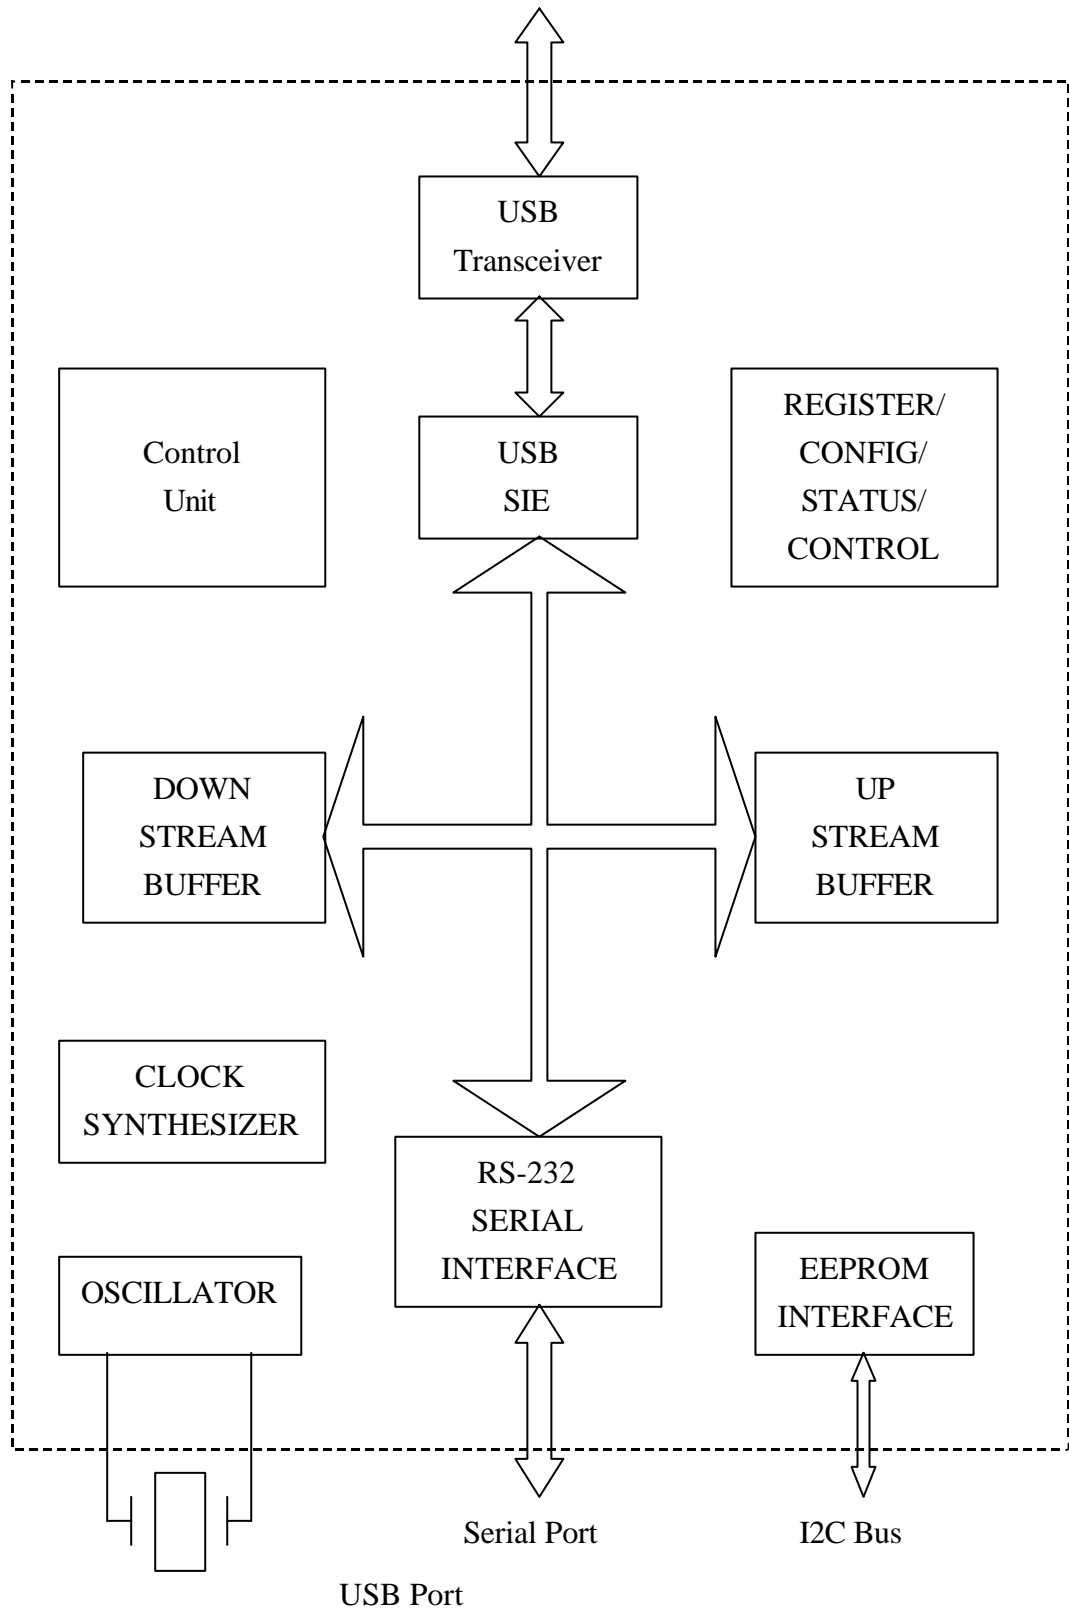 USB
Transceiver
Control
Unit
USB
SIE
REGISTER/
CONFIG/
STATUS/
CONTROL
DOWN
STREAM
BUFFER
UP
STREAM
BUFFER
CLOCK
SYNTHESIZER
RS-232
SERIAL
INTERFACE
OSCILLATOR
EEPROM
INTERFACE
Serial Port
I2C Bus
USB Port